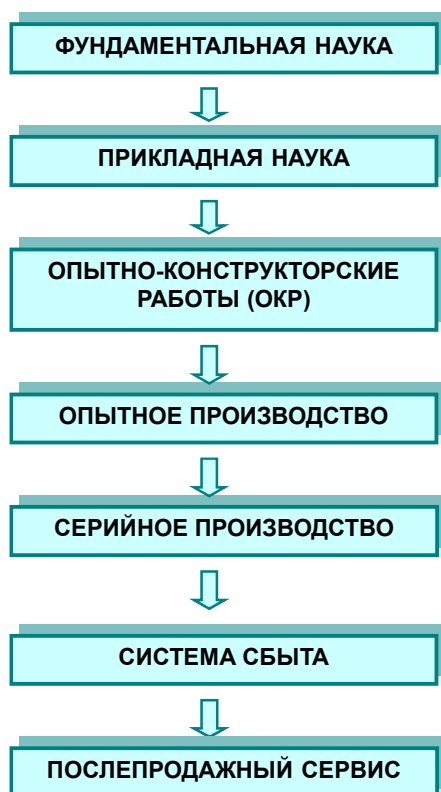 ФУНДАМЕНТАЛЬНАЯ НАУКА
ПРИКЛАДНАЯ НАУКА
ОПЫТНО-КОНСТРУКТОРСКИЕ
РАБОТЫ (ОКР)
ОПЫТНОЕ ПРОИЗВОДСТВО
СЕРИЙНОЕ ПРОИЗВОДСТВО
СИСТЕМА СБЫТА
ПОСЛЕПРОДАЖНЫЙ СЕРВИС